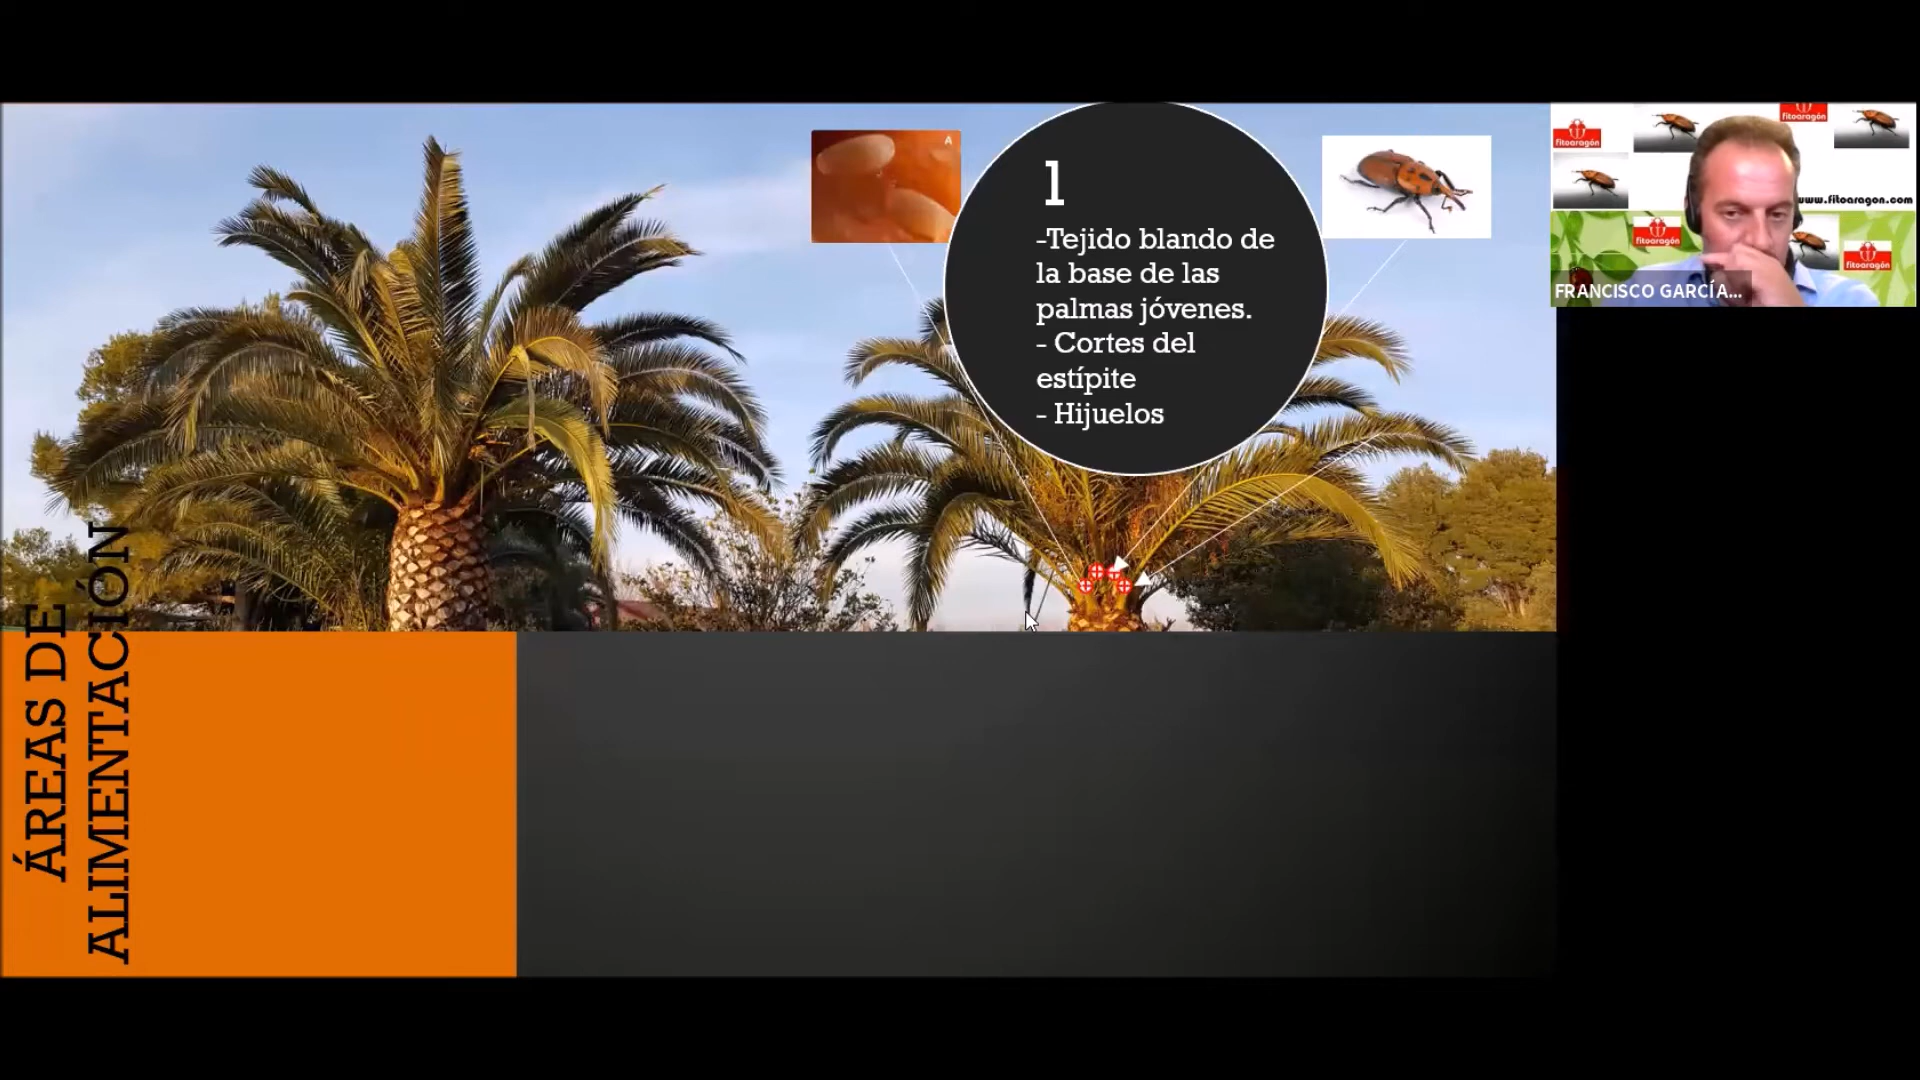 A
1
-Tejido blando de
la base de las
palmas jóvenes.
- Cortes del
estípite
- Hijuelos
ÁREAS DE
ALIMENTACIÓN
fitoaragón
fitoaragón
www.fitoaragon.com
fitoaragón
fitoaragón
FRANCISCO GARCÍA...